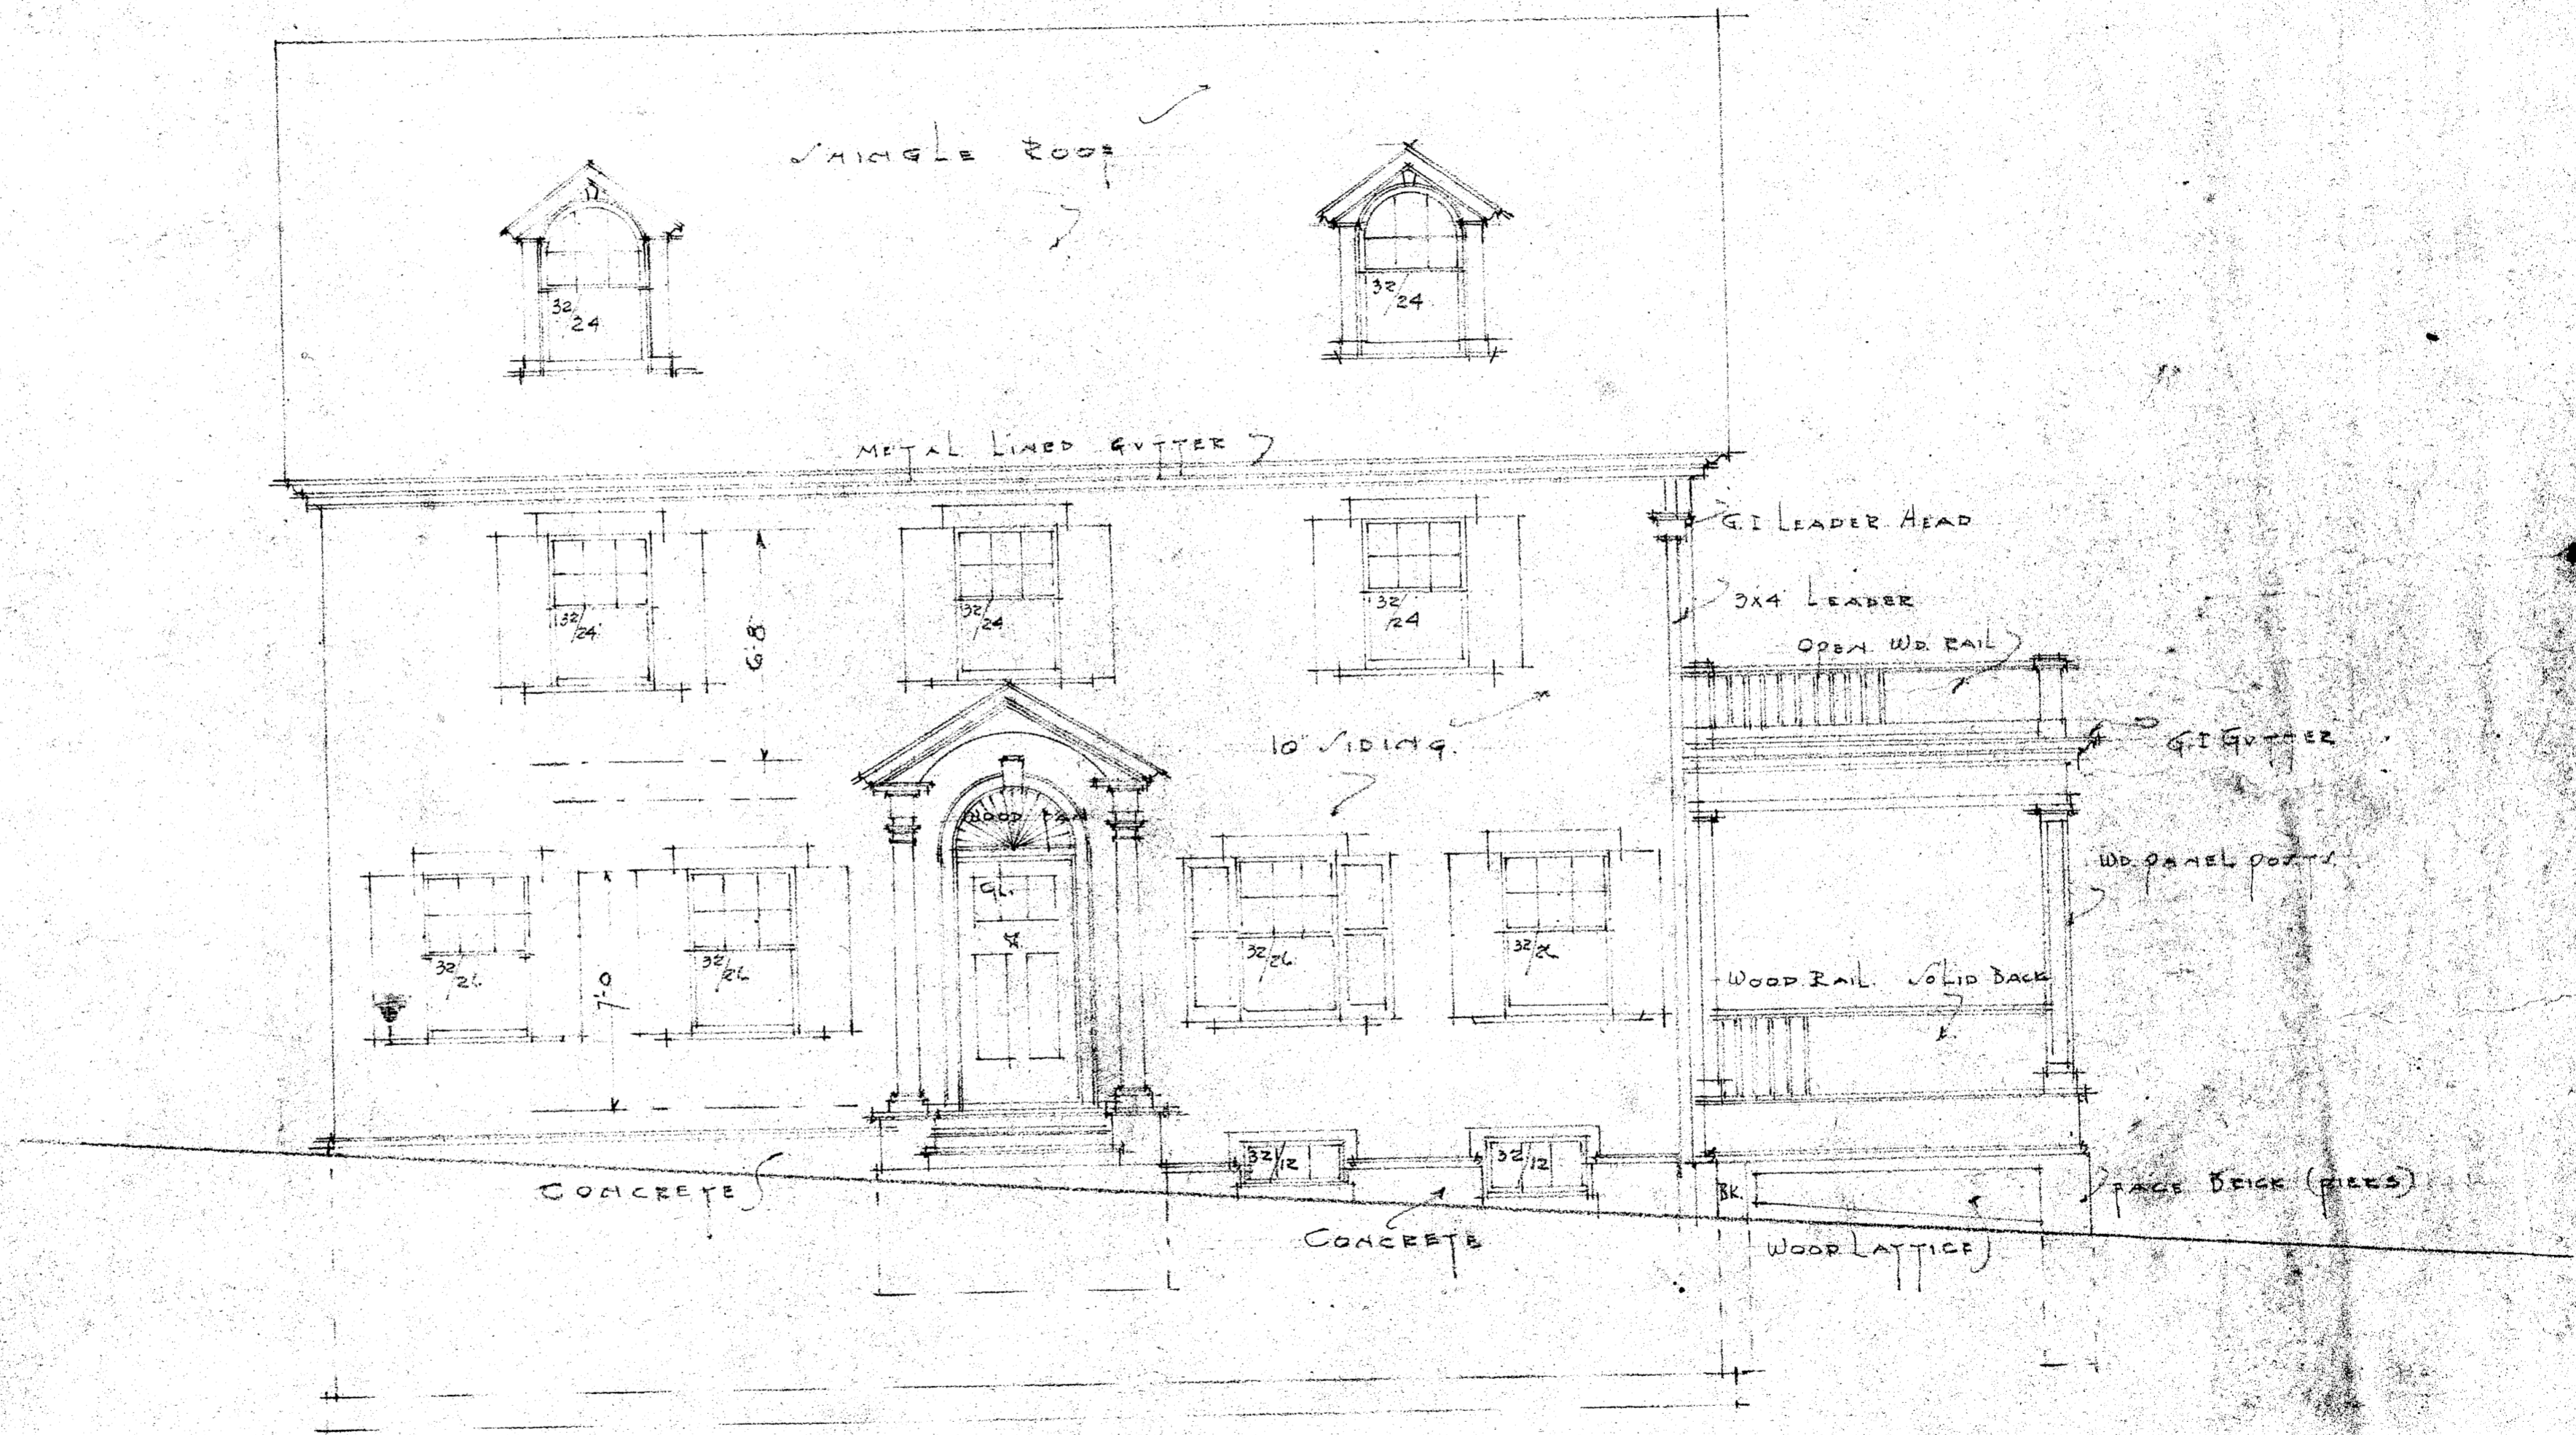 SHINGLE ROOF
32/24
32/24
METAL LINED GUTTER
G.I LEADER HEAD
32/24
32/24
32/24
3X4 LEADER
6'-8
OPEN WD. RAIL
10" SIDING.
G.I GUTTER
WOOD FAN
WD. PANEL POSTS.
GL.
32/26
32/26
32/26
32/26
7'-0
WOOD RAIL. SOLID BACK
32/12
32/12
CONCRETE
BK.
FACE BRICK (PIERS)
CONCRETE
WOOD LATTICE